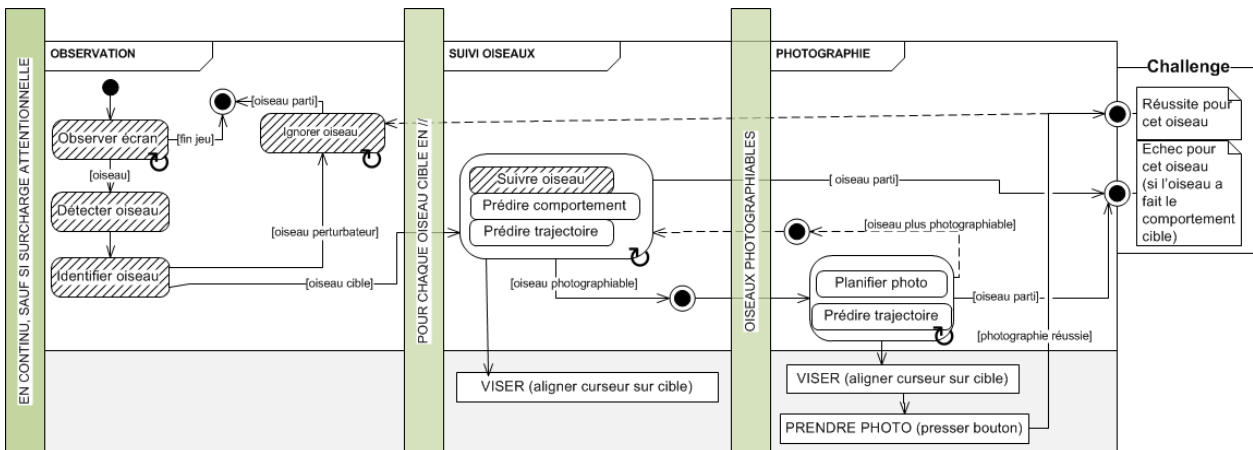 EN CONTINU, SAUF SI SURCHARGE ATTENTIONNELLE
OBSERVATION
Observer écran
[fin jeu]
[oiseau parti]
Ignorer oiseau
[oiseau]
Détecter oiseau
Identifier oiseau
[oiseau perturbateur]
[oiseau cible]
POUR CHAQUE OISEAU CIBLE EN //
SUIVI OISEAUX
Suivre oiseau
Prédire comportement
Prédire trajectoire
[ oiseau parti]
[oiseau photographiable]
VISER (aligner curseur sur cible)
OISEAUX PHOTOGRAPHIABLES
PHOTOGRAPHIE
[oiseau plus photographiable]
Planifier photo
Prédire trajectoire
[oiseau parti]
[photographie réussie]
VISER (aligner curseur sur cible)
PRENDRE PHOTO (presser bouton)
Challenge
Réussite pour
cet oiseau
Echec pour
cet oiseau
(si l'oiseau a
fait le
comportement
cible)